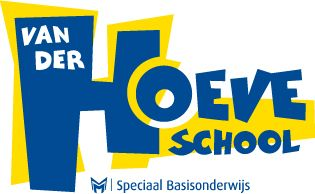 VAN
DER
HOEVE
SCHOOL
M | Speciaal Basisonderwijs